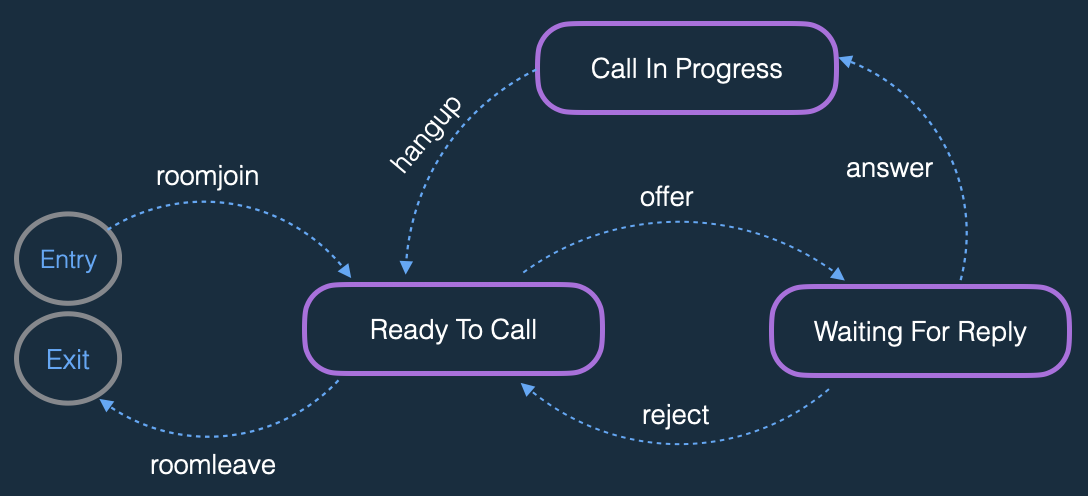 Call In Progress
hangup
roomjoin
answer
offer
Entry
Ready To Call
Waiting For Reply
Exit
reject
roomleave